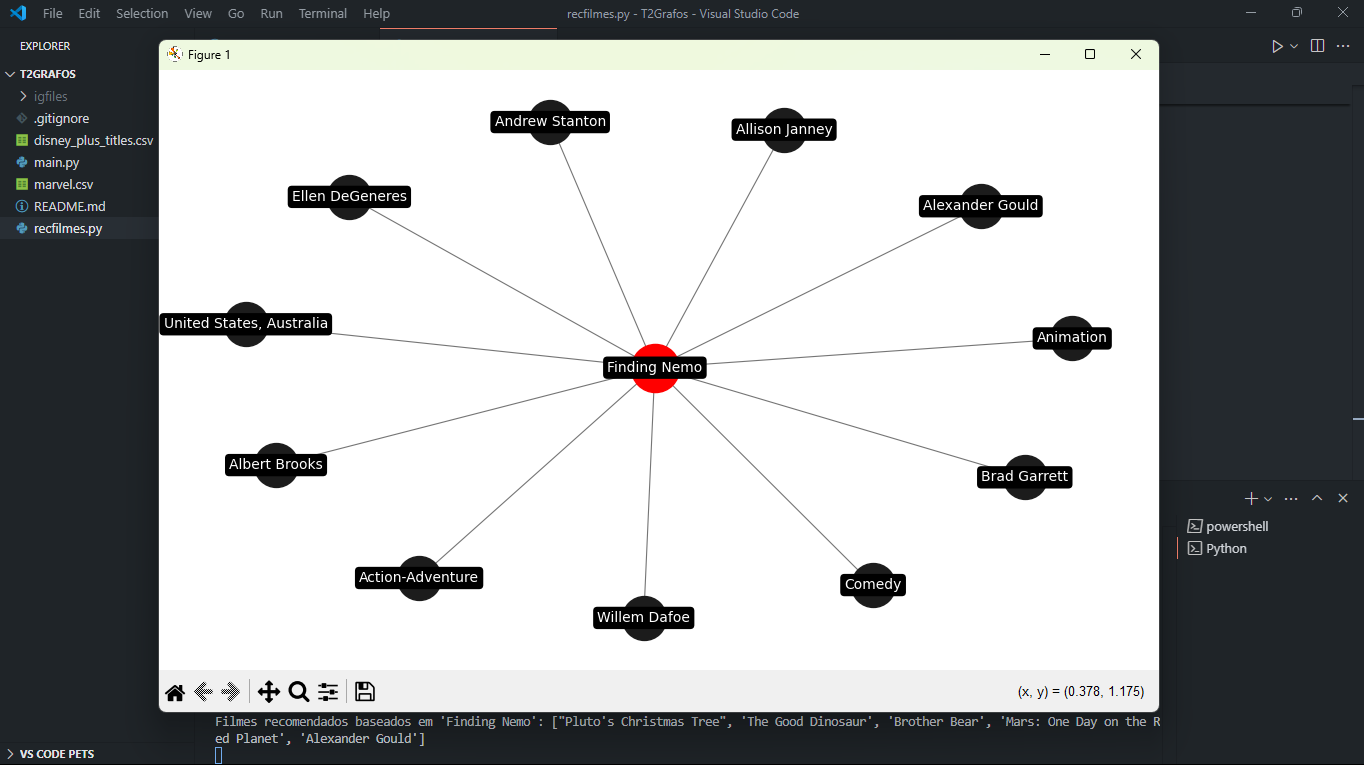 File Edit Selection View Go Run Terminal Help
recfilmes.py - T2Grafos - Visual Studio Code
EXPLORER
T2GRAFOS
igfiles
.gitignore
disney_plus_titles.csv
main.py
marvel.csv
README.md
recfilmes.py
Figure 1
Andrew Stanton
Allison Janney
Ellen DeGeneres
Alexander Gould
United States, Australia
Animation
Finding Nemo
Albert Brooks
Brad Garrett
Action-Adventure
Comedy
Willem Dafoe
(x, y) = (0.378, 1.175)
powershell
Python
Filmes recomendados baseados em 'Finding Nemo': ["Pluto's Christmas Tree", 'The Good Dinosaur', 'Brother Bear', 'Mars: One Day on the R
ed Planet', 'Alexander Gould']
VS CODE PETS